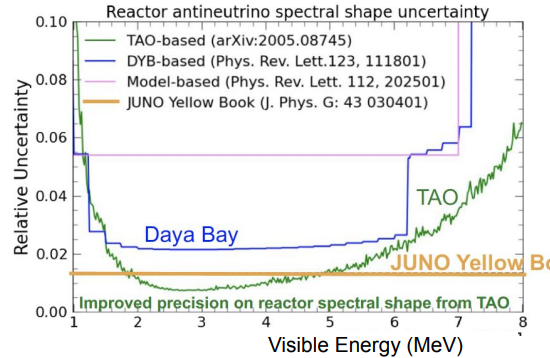 Reactor antineutrino spectral shape uncertainty
0.10
0.08
0.06
0.04
0.02
0.00
Relative Uncertainty
TAO-based (arXiv:2005.08745)
DYB-based (Phys. Rev. Lett.123, 111801)
Model-based (Phys. Rev. Lett. 112, 202501)
JUNO Yellow Book (J. Phys. G: 43 030401)
TAO
Daya Bay
JUNO Yellow Bo
Improved precision on reactor spectral shape from TAO
1 2 3 4 5 6 7 8
Visible Energy (MeV)